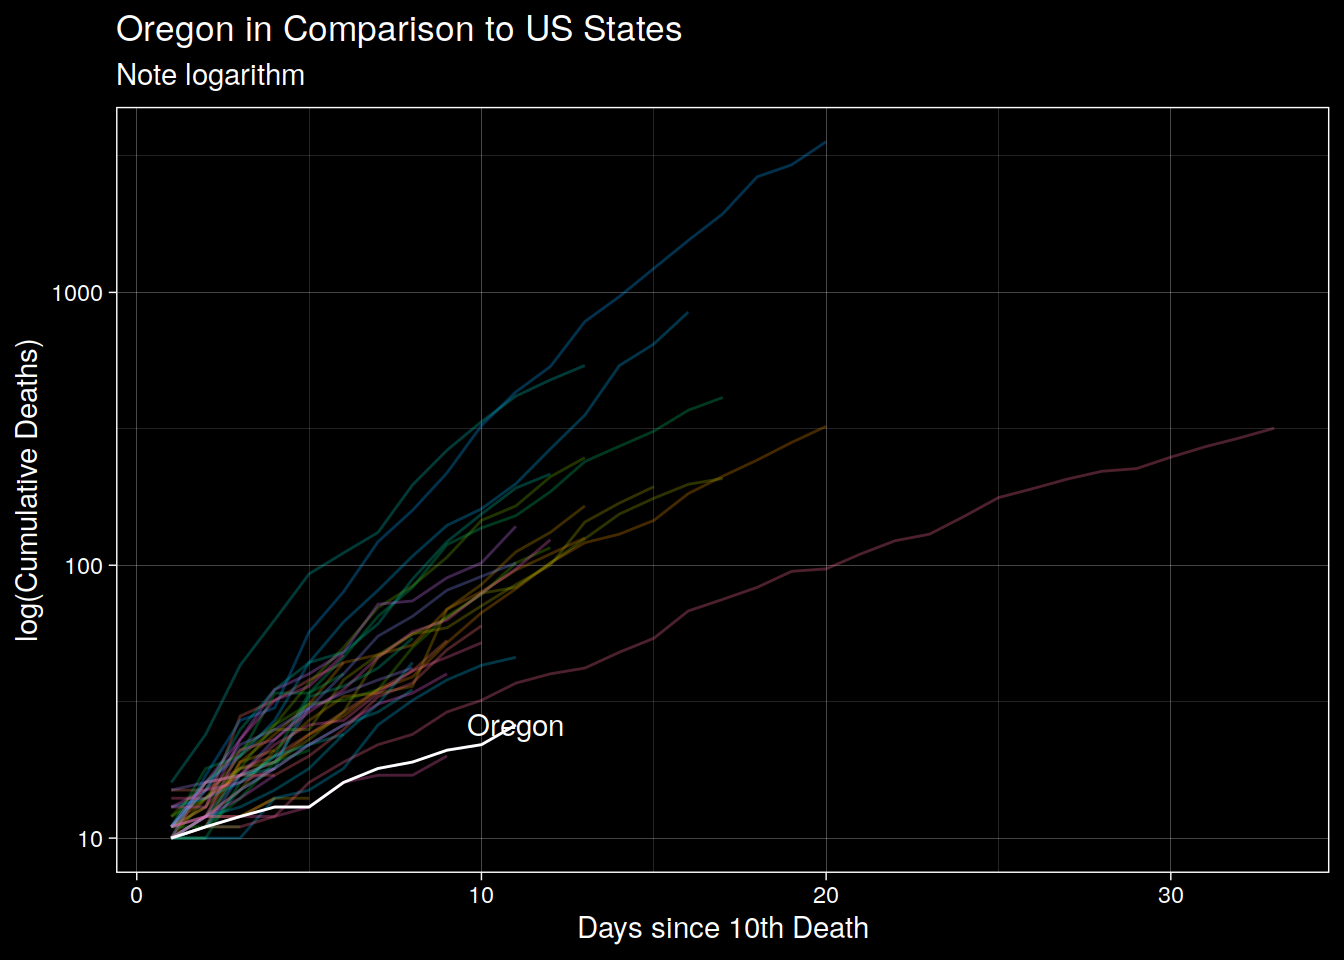 Oregon in Comparison to US States
Note logarithm
log(Cumulative Deaths)
1000
100
10
Oregon
0
10
20
30
Days since 10th Death